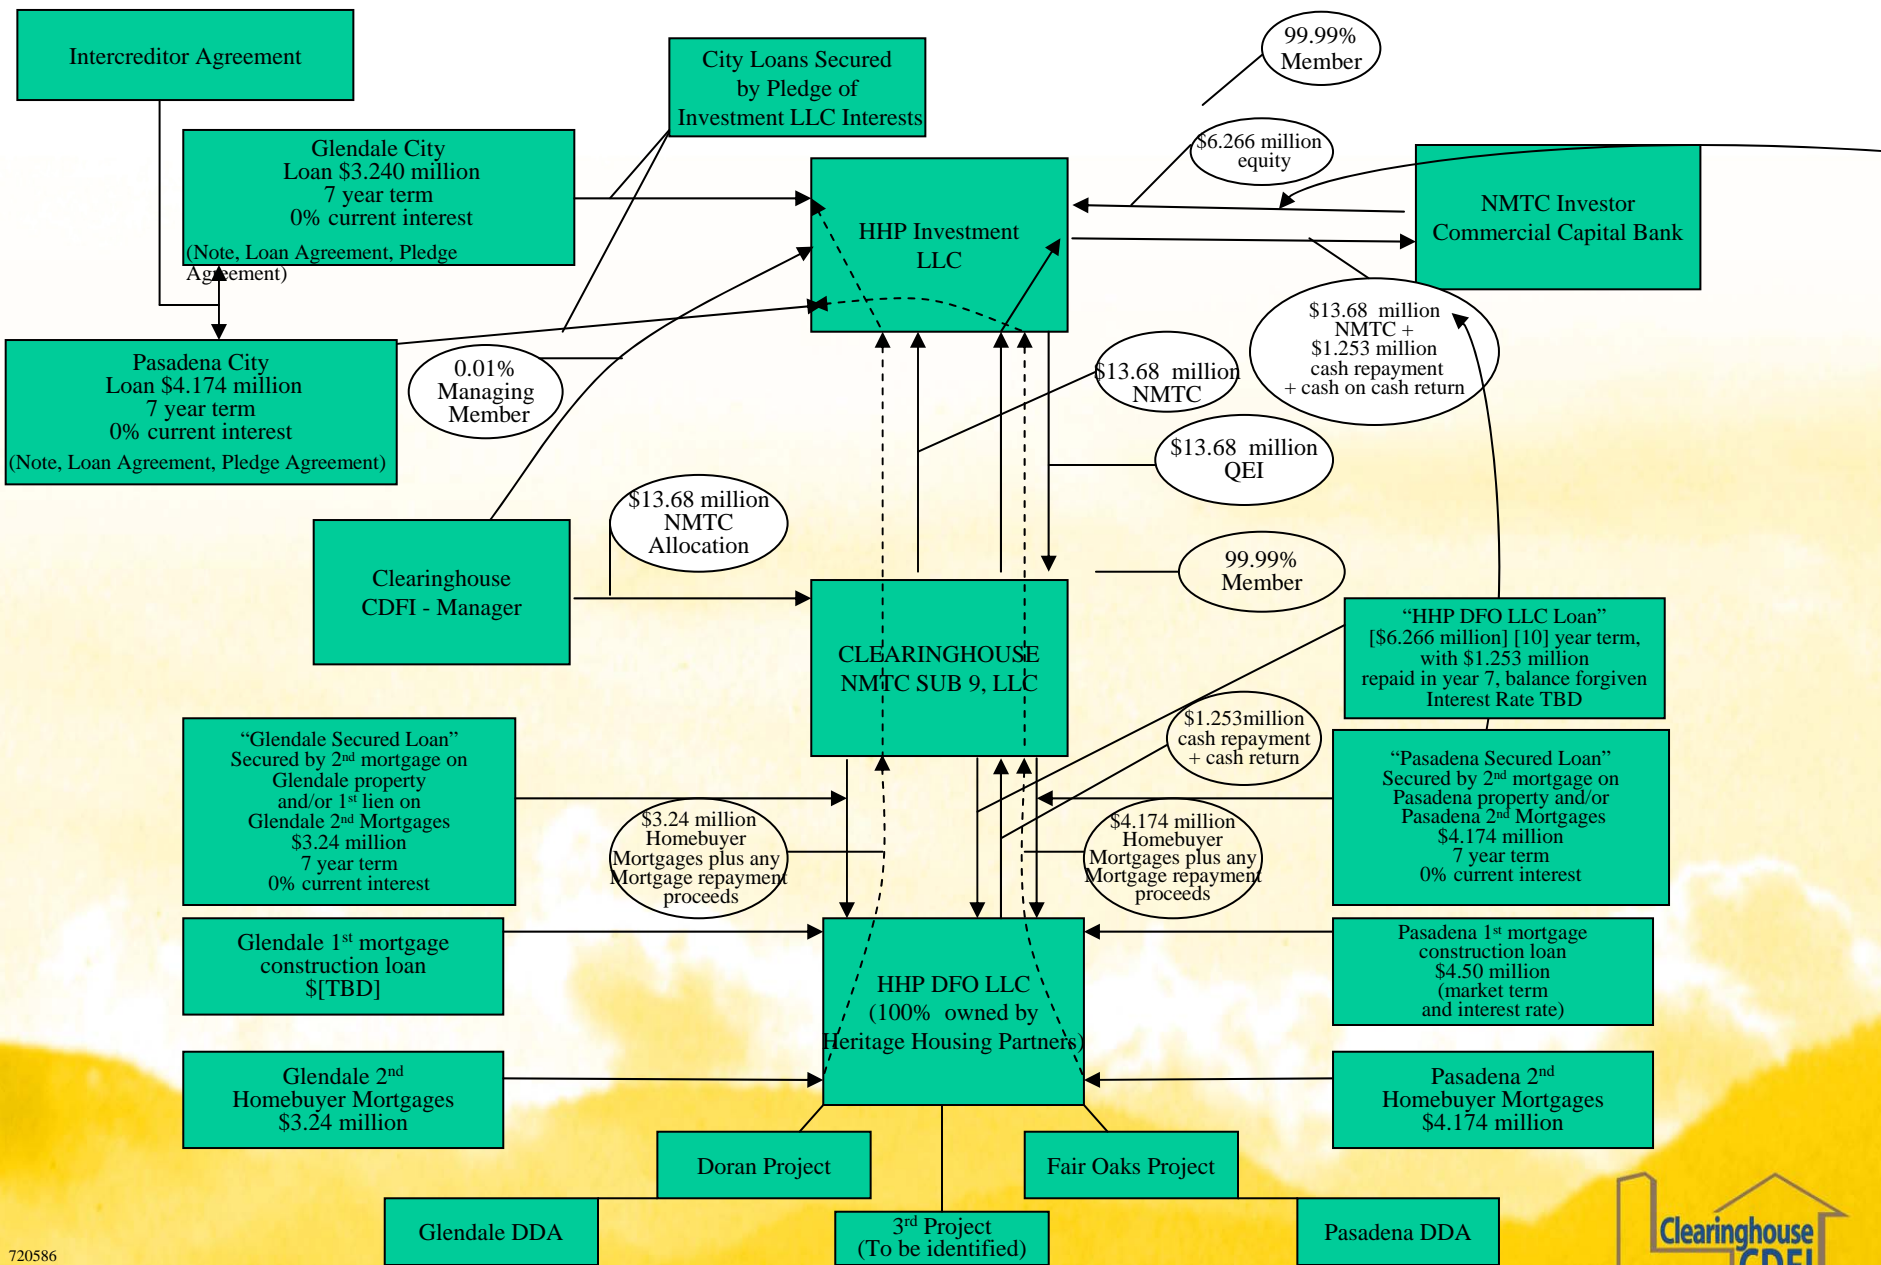 Intercreditor Agreement
City Loans Secured
by Pledge of
Investment LLC Interests
99.99%
Member
Glendale City
Loan $3.240 million
7 year term
0% current interest
(Note, Loan Agreement, Pledge
Agreement)
$6.266 million
equity
HHP Investment
LLC
NMTC Investor
Commercial Capital Bank
Pasadena City
Loan $4.174 million
7 year term
0% current interest
(Note, Loan Agreement, Pledge Agreement)
0.01%
Managing
Member
$13.68 million
NMTC
$13.68 million
NMTC +
$1.253 million
cash repayment
+ cash on cash return
$13.68 million
QEI
$13.68 million
NMTC
Allocation
Clearinghouse
CDFI - Manager
99.99%
Member
CLEARINGHOUSE
NMTC SUB 9, LLC
“HHP DFO LLC Loan”
[$6.266 million] [10] year term,
with $1.253 million
repaid in year 7, balance forgiven
Interest Rate TBD
“Glendale Secured Loan”
Secured by 2nd mortgage on
Glendale property
and/or 1st lien on
Glendale 2nd Mortgages
$3.24 million
7 year term
0% current interest
$1.253million
cash repayment
+ cash return
“Pasadena Secured Loan”
Secured by 2nd mortgage on
Pasadena property and/or
Pasadena 2nd Mortgages
$4.174 million
7 year term
0% current interest
$3.24 million
Homebuyer
Mortgages plus any
Mortgage repayment
proceeds
$4.174 million
Homebuyer
Mortgages plus any
Mortgage repayment
proceeds
Glendale 1st mortgage
construction loan
$[TBD]
HHP DFO LLC
(100% owned by
Heritage Housing Partners)
Pasadena 1st mortgage
construction loan
$4.50 million
(market term
and interest rate)
Glendale 2nd
Homebuyer Mortgages
$3.24 million
Pasadena 2nd
Homebuyer Mortgages
$4.174 million
Doran Project
Fair Oaks Project
Glendale DDA
3rd Project
(To be identified)
Pasadena DDA
Clearinghouse
CDFI
720586